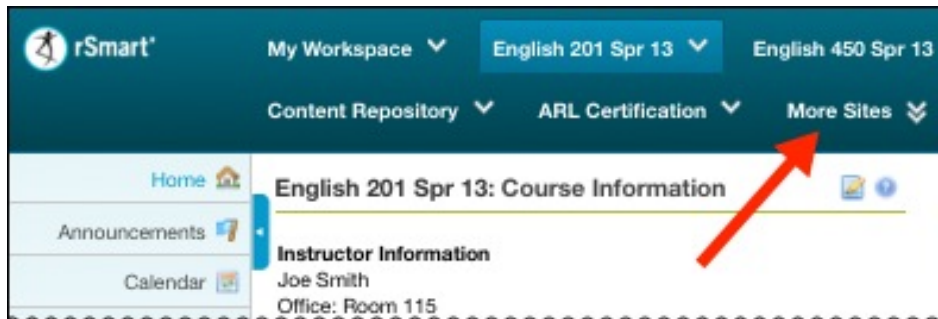 rSmart
My Workspace English 201 Spr 13 English 450 Spr 13
Content Repository ARL Certification More Sites
Home
Announcements
Calendar
English 201 Spr 13: Course Information
Instructor Information
Joe Smith
Office: Room 115